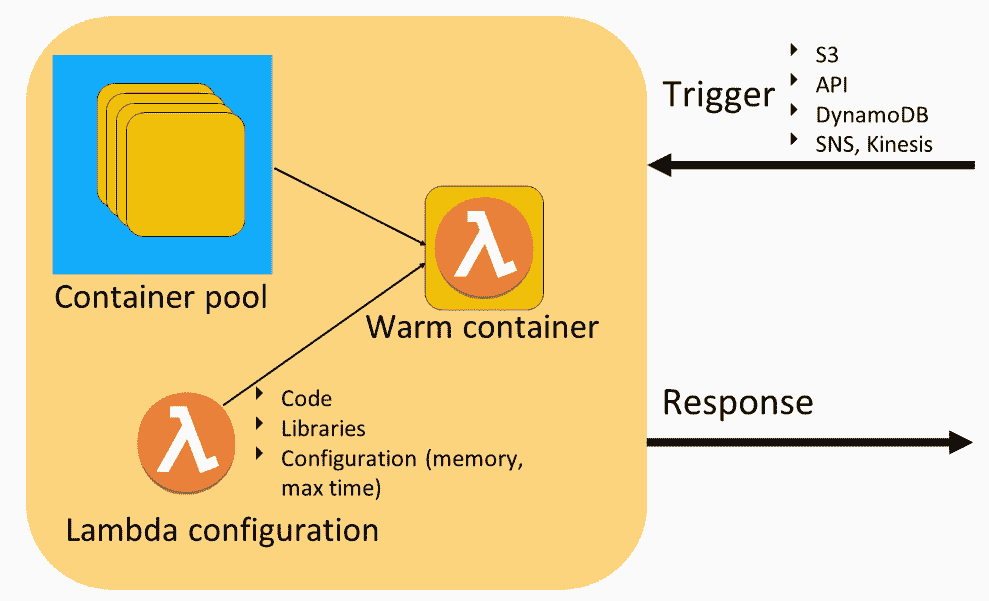 Trigger
S3
API
DynamoDB
SNS, Kinesis
Container pool
Warm container
Code
Libraries
Configuration (memory,
max time)
Lambda configuration
Response